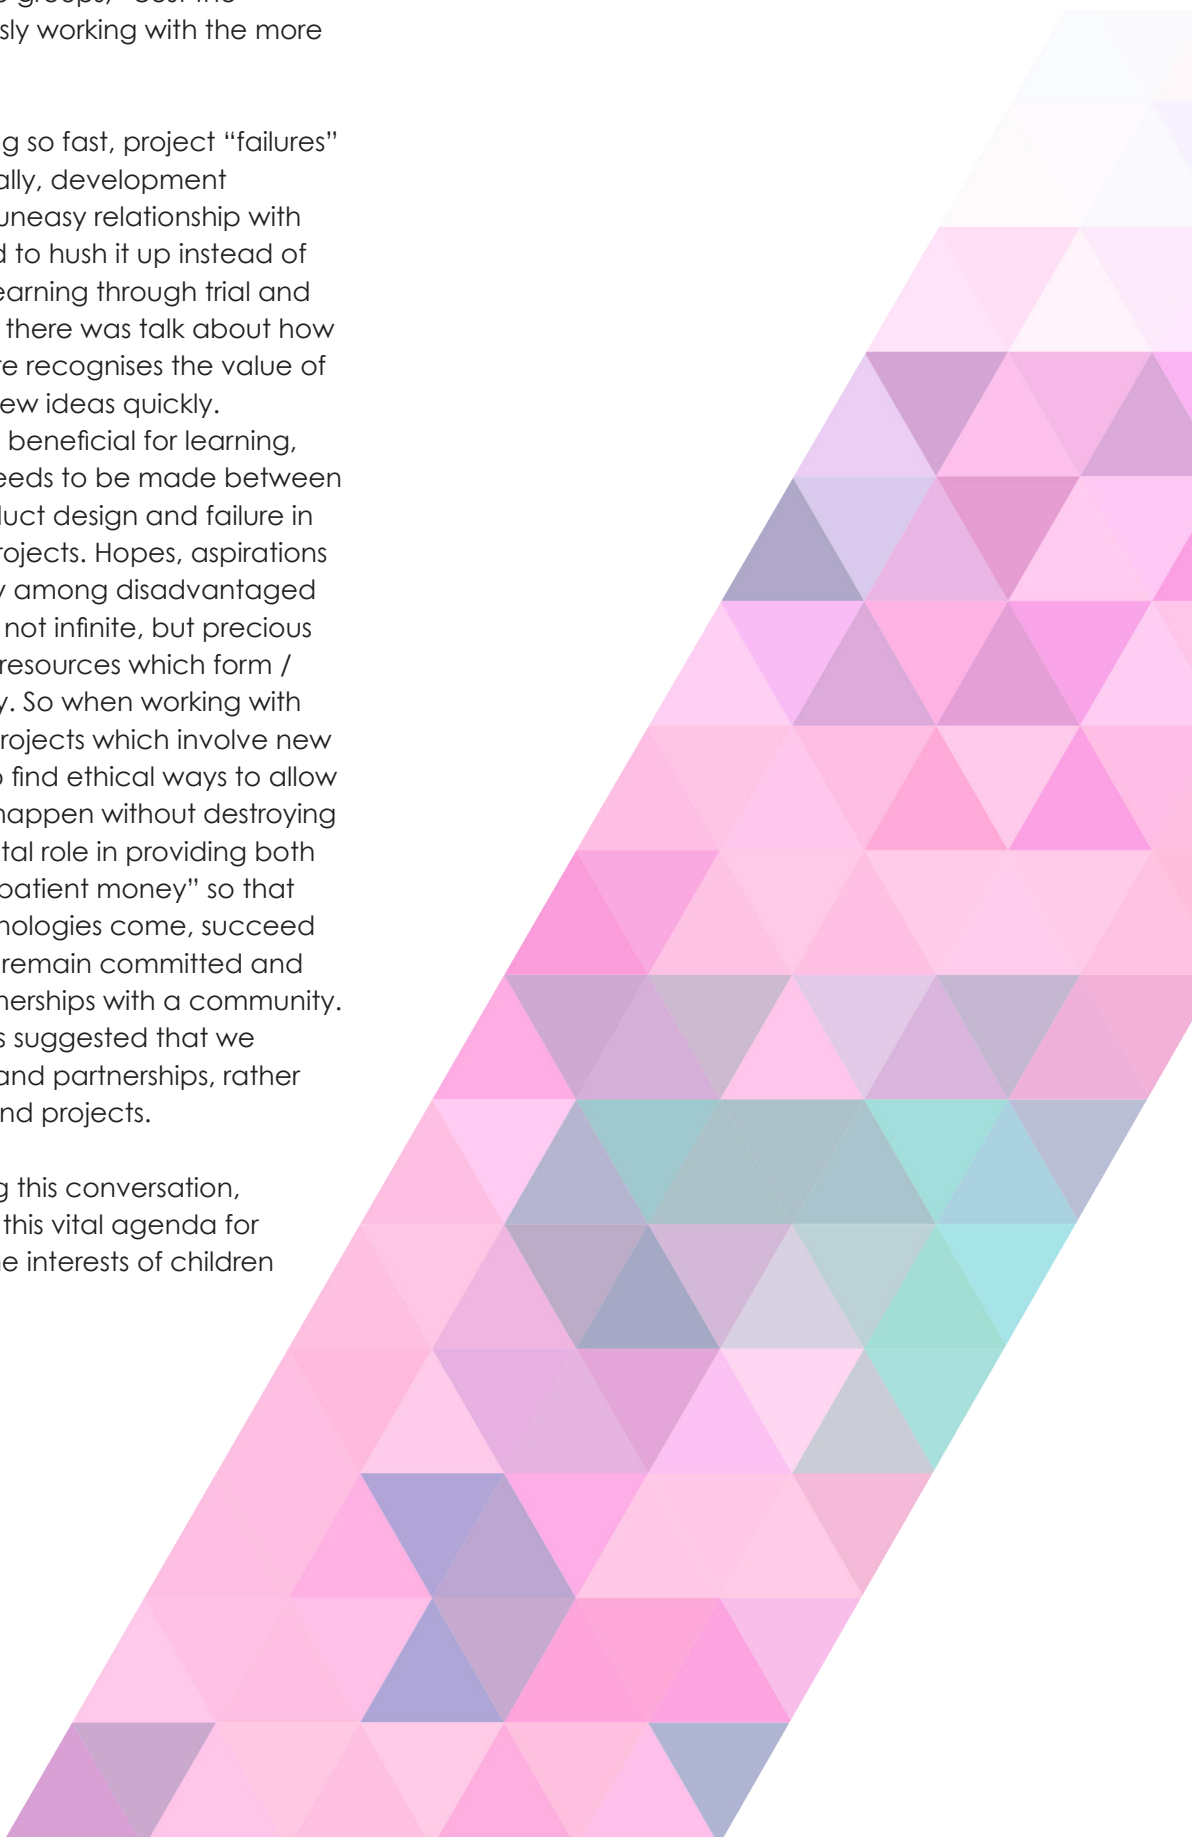 groups,
sly working with the more
g so fast, project “failures”
ally, development
uneasy relationship with
d to hush it up instead of
earning through trial and
there was talk about how
re recognises the value of
ew ideas quickly.
beneficial for learning,
eeds to be made between
duct design and failure in
rojects. Hopes, aspirations
y among disadvantaged
not infinite, but precious
resources which form /
y. So when working with
rojects which involve new
o find ethical ways to allow
happen without destroying
tal role in providing both
patient money” so that
nologies come, succeed
remain committed and
nerships with a community.
s suggested that we
and partnerships, rather
nd projects.
g this conversation,
this vital agenda for
he interests of children